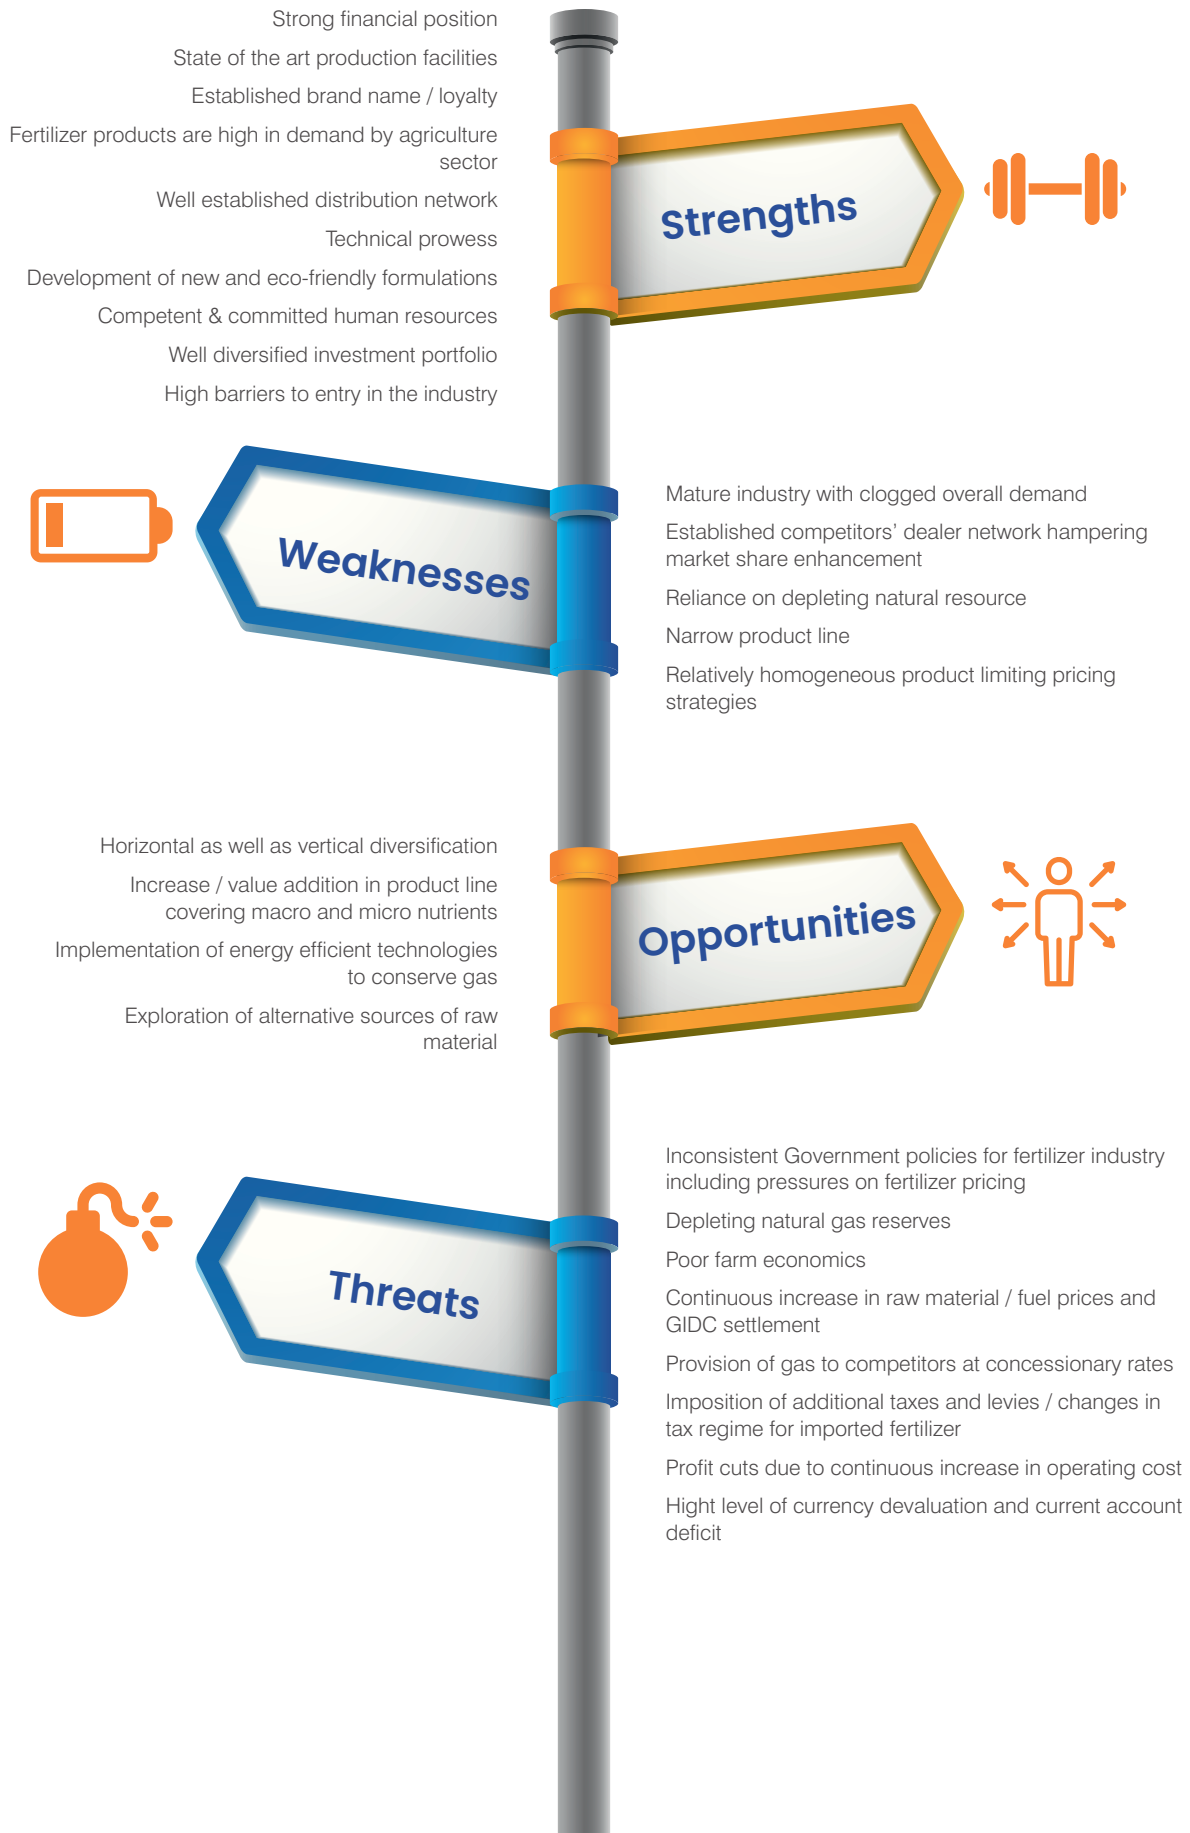 Strong financial position
State of the art production facilities
Established brand name / loyalty
Fertilizer products are high in demand by agriculture
sector
Well established distribution network
Technical prowess
Development of new and eco-friendly formulations
Competent & committed human resources
Well diversified investment portfolio
High barriers to entry in the industry
Strengths
Weaknesses
Mature industry with clogged overall demand
Established competitors’ dealer network hampering
market share enhancement
Reliance on depleting natural resource
Narrow product line
Relatively homogeneous product limiting pricing
strategies
Horizontal as well as vertical diversification
Increase / value addition in product line
covering macro and micro nutrients
Implementation of energy efficient technologies
to conserve gas
Exploration of alternative sources of raw
material
Opportunities
Threats
Inconsistent Government policies for fertilizer industry
including pressures on fertilizer pricing
Depleting natural gas reserves
Poor farm economics
Continuous increase in raw material / fuel prices and
GIDC settlement
Provision of gas to competitors at concessionary rates
Imposition of additional taxes and levies / changes in
tax regime for imported fertilizer
Profit cuts due to continuous increase in operating cost
Hight level of currency devaluation and current account
deficit